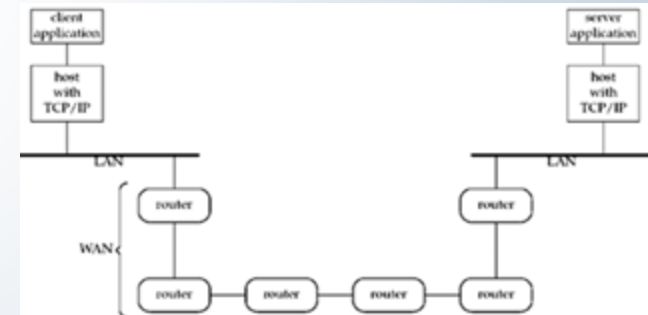 client
application
server
application
host
with
TCP/IP
host
with
TCP/IP
LAN
LAN
router
router
WAN
router
router
router
router